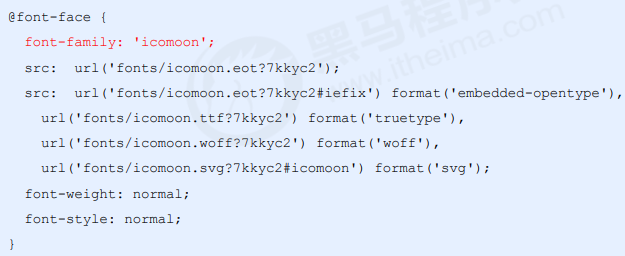 @font-face {
  font-family: 'icomoon';
  src:  url('fonts/icomoon.eot?7kkyc2');
  src:  url('fonts/icomoon.eot?7kkyc2#iefix') format('embedded-opentype'),
    url('fonts/icomoon.ttf?7kkyc2') format('truetype'),
    url('fonts/icomoon.woff?7kkyc2') format('woff'),
    url('fonts/icomoon.svg?7kkyc2#icomoon') format('svg');
  font-weight: normal;
  font-style: normal;
}
黑马程序
www.itheima.com